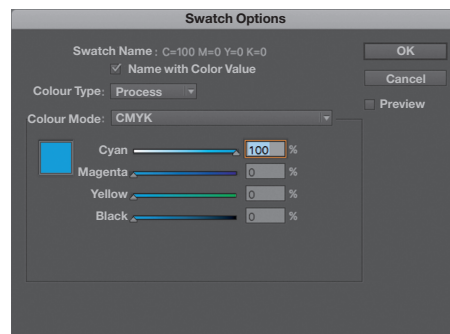 Swatch Options
Swatch Name : C=100 M=0 Y=0 K=0
OK
Name with Color Value
Cancel
Colour Type: Process
Preview
Colour Mode: CMYK
Cyan 100 %
Magenta 0 %
Yellow 0 %
Black 0 %